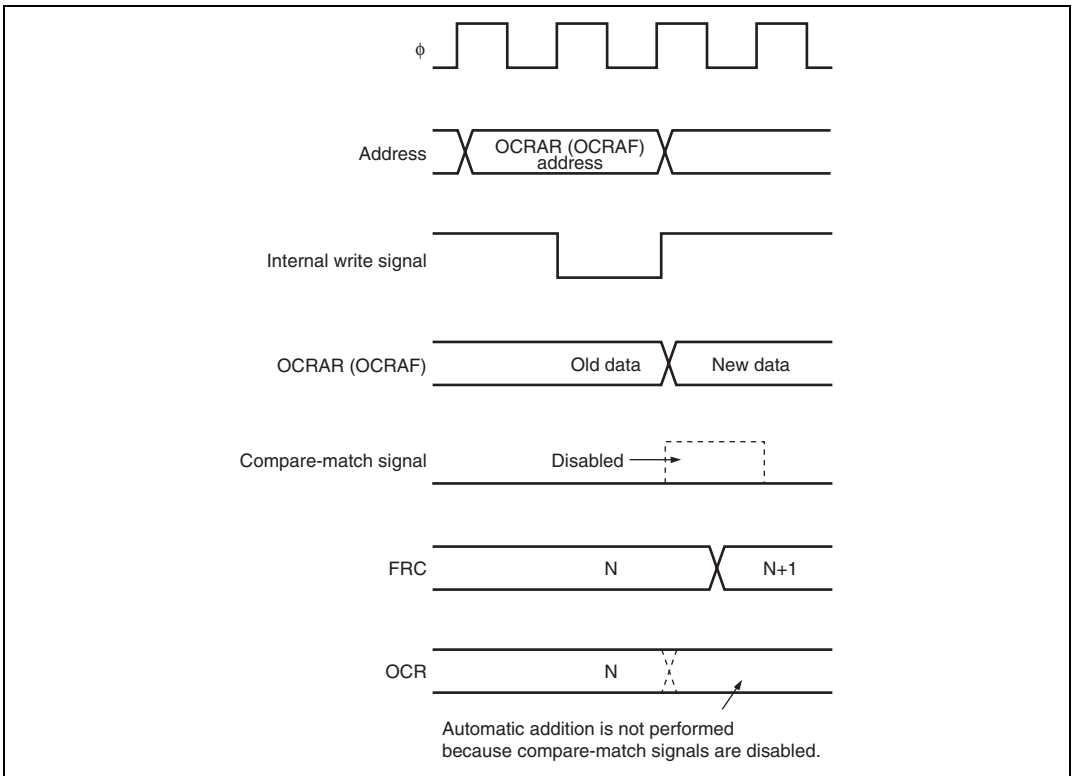 ϕ
Address
OCRAR (OCRAF)
address
Internal write signal
OCRAR (OCRAF)
Old data
New data
Compare-match signal
Disabled
FRC
N
N+1
OCR
N
Automatic addition is not performed
because compare-match signals are disabled.